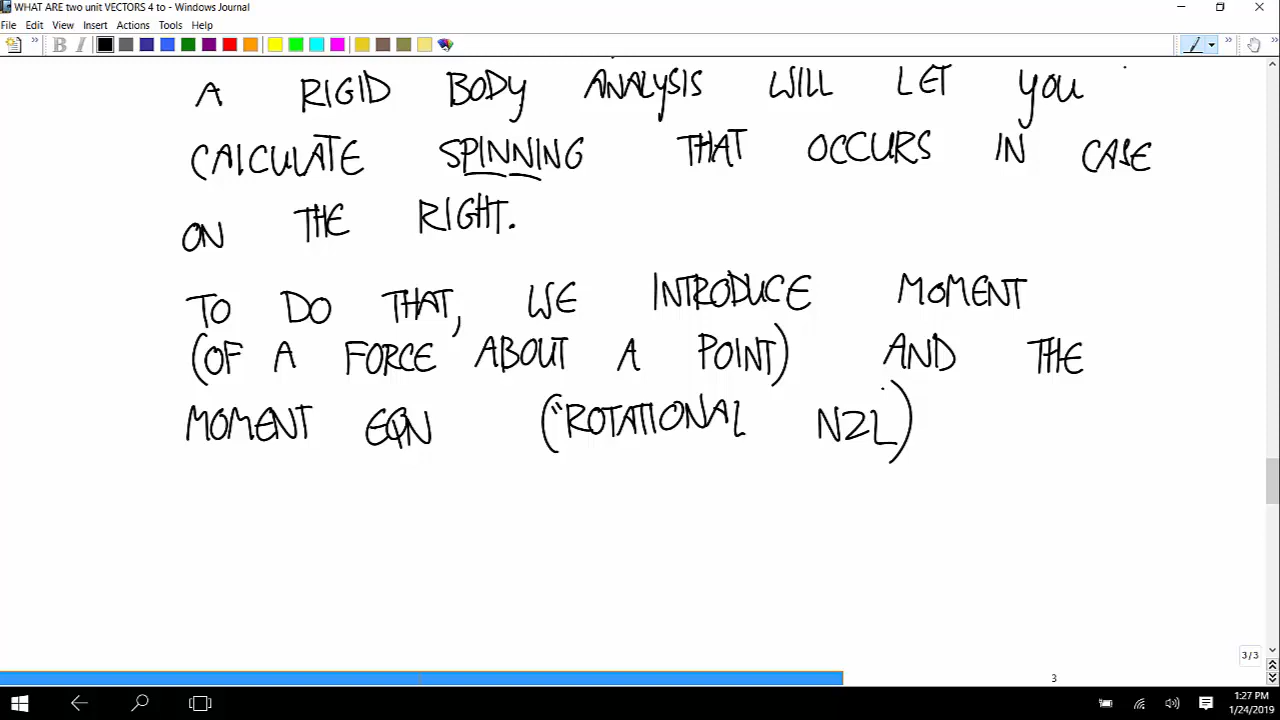 WHAT ARE two unit VECTORS 4 to - Windows Journal
File Edit View Insert Actions Tools Help
B I
A RIGID BODY ANALYSIS WILL LET YOU
CALCULATE SPINNING THAT OCCURS IN CASE
ON THE RIGHT.
TO DO THAT, WE INTRODUCE MOMENT
(OF A FORCE ABOUT A POINT) AND THE
MOMENT EQN ("ROTATIONAL N2L)
3/3
3
1:27 PM
1/24/2019